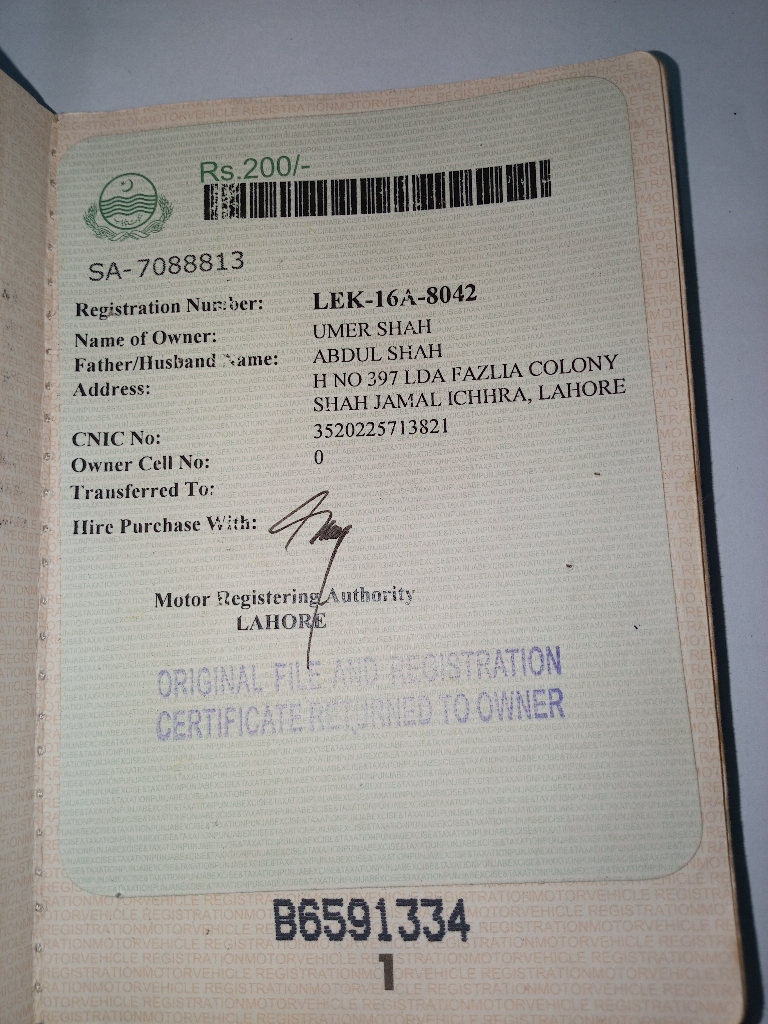 Rs.200/-
SA-7088813
Registration Number: LEK-16A-8042
Name of Owner: UMER SHAH
Father/Husband Name: ABDUL SHAH
Address: H NO 397 LDA FAZLIA COLONY
SHAH JAMAL ICHHRA, LAHORE
CNIC No: 3520225713821
Owner Cell No: 0
Transferred To:
Hire Purchase With:
Motor Registering Authority
LAHORE
ORIGINAL FILE AND REGISTRATION
CERTIFICATE RETURNED TO OWNER
B6591334
1